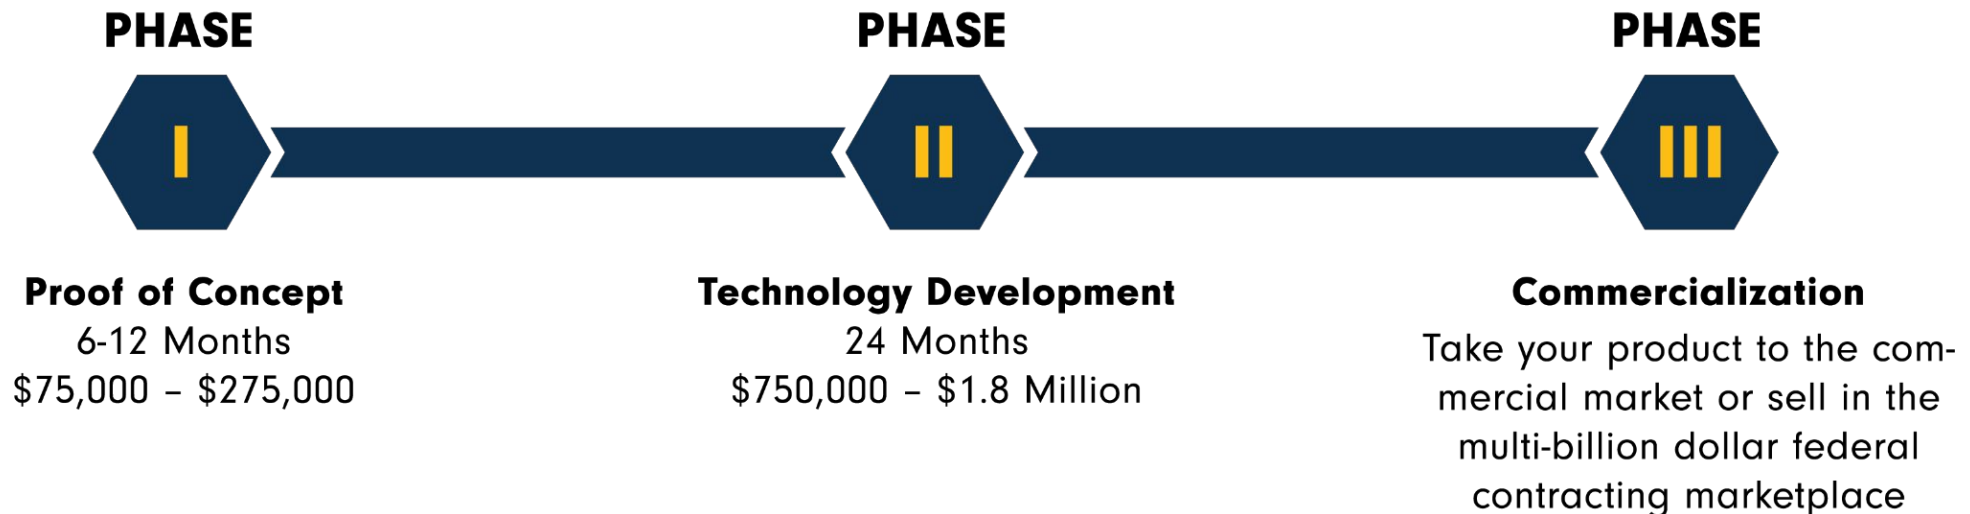 PHASE
I
Proof of Concept
6-12 Months
$75,000 – $275,000
PHASE
II
Technology Development
24 Months
$750,000 – $1.8 Million
PHASE
III
Commercialization
Take your product to the com-
mercial market or sell in the
multi-billion dollar federal
contracting marketplace